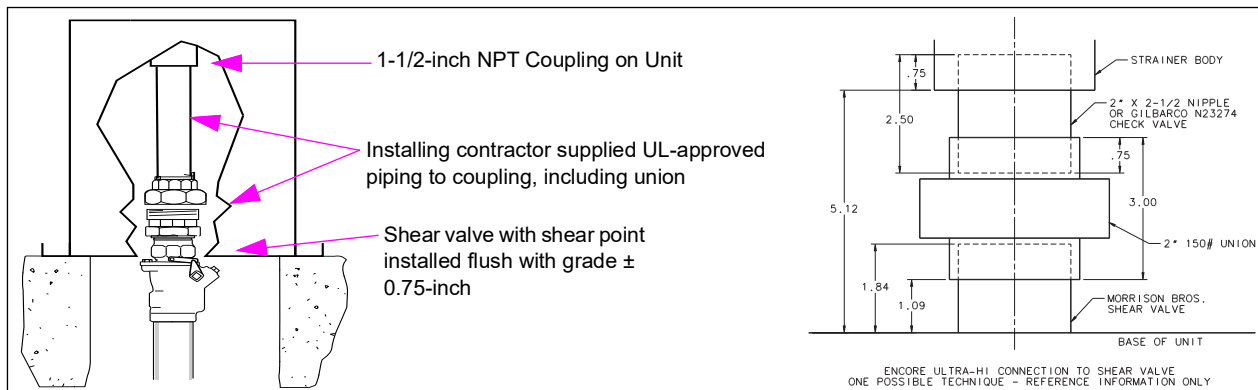 1-1/2-inch NPT Coupling on Unit
Installing contractor supplied UL-approved
piping to coupling, including union
Shear valve with shear point
installed flush with grade ±
0.75-inch
.75
2.50
5.12
1.84
1.09
.75
3.00
STRAINER BODY
2" X 2-1/2 NIPPLE
OR GILBARCO N23274
CHECK VALVE
2" 150# UNION
MORRISON BROS.
SHEAR VALVE
BASE OF UNIT
ENCORE ULTRA-HI CONNECTION TO SHEAR VALVE
ONE POSSIBLE TECHNIQUE - REFERENCE INFORMATION ONLY